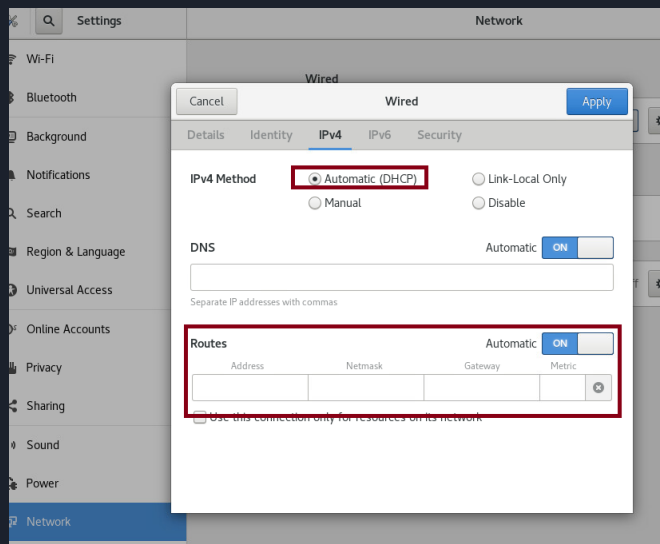 Settings
Network
Wi-Fi
Bluetooth
Background
Notifications
Search
Region & Language
Universal Access
Online Accounts
Privacy
Sharing
Sound
Power
Network
Wired
Cancel
Wired
Apply
Details Identity IPv4 IPv6 Security
IPv4 Method Automatic (DHCP) Link-Local Only
Manual Disable
DNS Automatic ON
Separate IP addresses with commas
Routes Automatic ON
Address Netmask Gateway Metric
Use this connection only for resources on its network